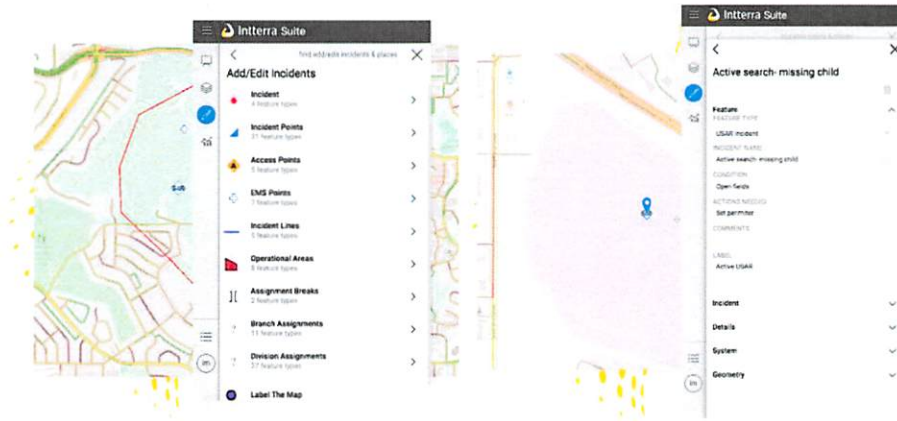 Intterra Suite
find add/edit incidents & places
Add/Edit Incidents
Incident
4 feature types
Incident Points
31 feature types
Access Points
5 feature types
EMS Points
7 feature types
Incident Lines
5 feature types
Operational Areas
8 feature types
Assignment Breaks
2 feature types
Branch Assignments
11 feature types
Division Assignments
27 feature types
Label The Map
Intterra Suite
Active search- missing child
Feature
FEATURE TYPE
USAR Incident
INCIDENT NAME
Active search- missing child
CONDITION
Open fields
ACTIONS NEEDED
Set perimeter
COMMENTS
LABEL
Active USAR
Incident
Details
System
Geometry